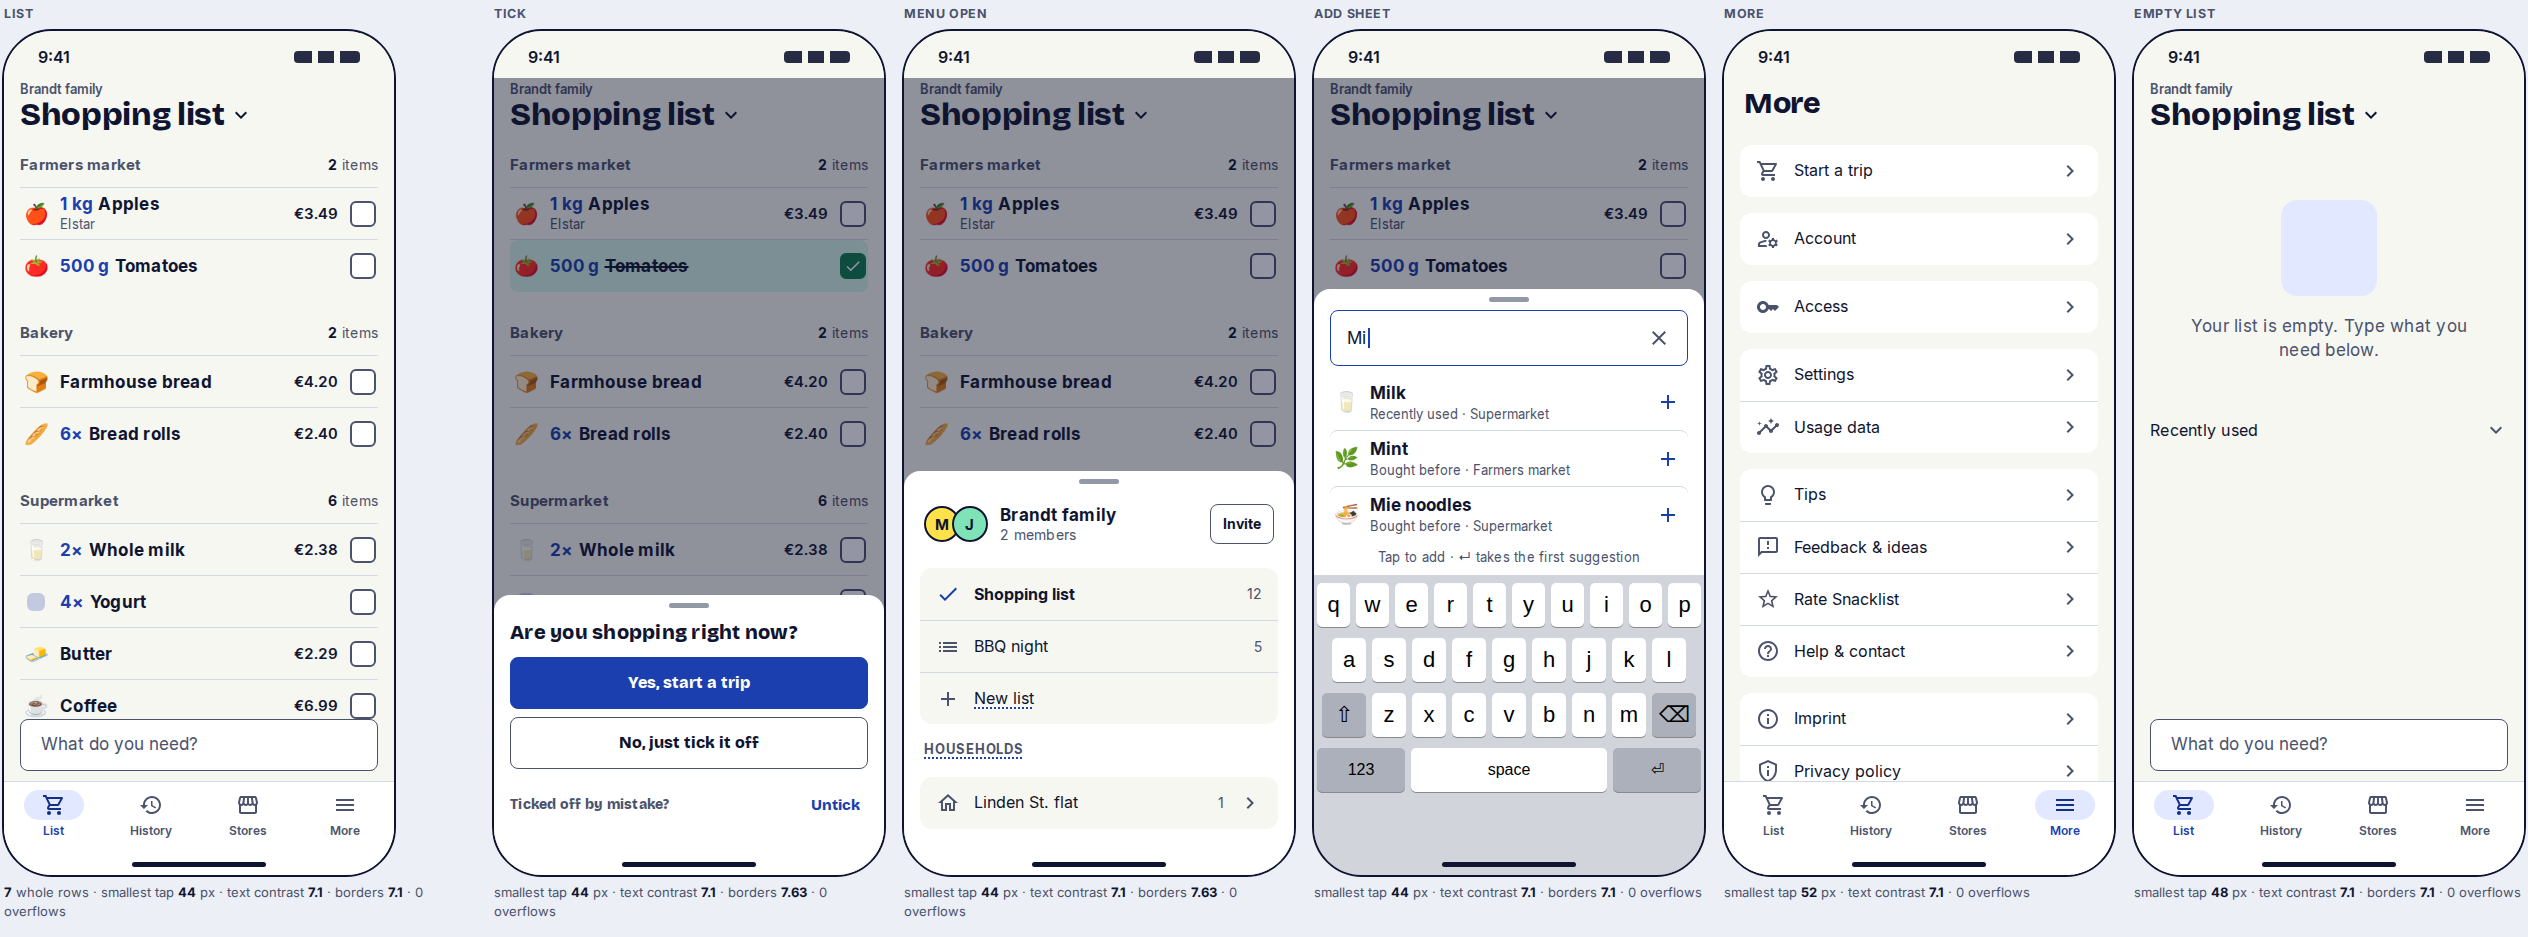 LIST
9:41
Brandt family
Shopping list
Farmers market 2 items
1 kg Apples €3.49
Elstar
500 g Tomatoes
Bakery 2 items
Farmhouse bread €4.20
6× Bread rolls €2.40
Supermarket 6 items
2× Whole milk €2.38
4× Yogurt
Butter €2.29
Coffee €6.99
What do you need?
List History Stores More
7 whole rows · smallest tap 44 px · text contrast 7.1 · borders 7.1 · 0
overflows
TICK
9:41
Brandt family
Shopping list
Farmers market 2 items
1 kg Apples €3.49
Elstar
500 g Tomatoes
Bakery 2 items
Farmhouse bread €4.20
6× Bread rolls €2.40
Supermarket 6 items
2× Whole milk €2.38
Are you shopping right now?
Yes, start a trip
No, just tick it off
Ticked off by mistake? Untick
smallest tap 44 px · text contrast 7.1 · borders 7.63 · 0
overflows
MENU OPEN
9:41
Brandt family
Shopping list
Farmers market 2 items
1 kg Apples €3.49
Elstar
500 g Tomatoes
Bakery 2 items
Farmhouse bread €4.20
6× Bread rolls €2.40
M J Brandt family
2 members
Invite
Shopping list 12
BBQ night 5
New list
HOUSEHOLDS
Linden St. flat 1
smallest tap 44 px · text contrast 7.1 · borders 7.63 · 0
overflows
ADD SHEET
9:41
Brandt family
Shopping list
Farmers market 2 items
1 kg Apples €3.49
Elstar
500 g Tomatoes
Mi
Milk
Recently used · Supermarket
Mint
Bought before · Farmers market
Mie noodles
Bought before · Supermarket
Tap to add · ↵ takes the first suggestion
q w e r t y u i o p
a s d f g h j k l
⇧ z x c v b n m ⌫
123 space ⏎
smallest tap 44 px · text contrast 7.1 · borders 7.1 · 0 overflows
MORE
9:41
More
Start a trip
Account
Access
Settings
Usage data
Tips
Feedback & ideas
Rate Snacklist
Help & contact
Imprint
Privacy policy
List History Stores More
smallest tap 52 px · text contrast 7.1 · borders 7.1 · 0 overflows
EMPTY LIST
9:41
Brandt family
Shopping list
Your list is empty. Type what you
need below.
Recently used
What do you need?
List History Stores More
smallest tap 48 px · text contrast 7.1 · borders 7.1 · 0 overflows